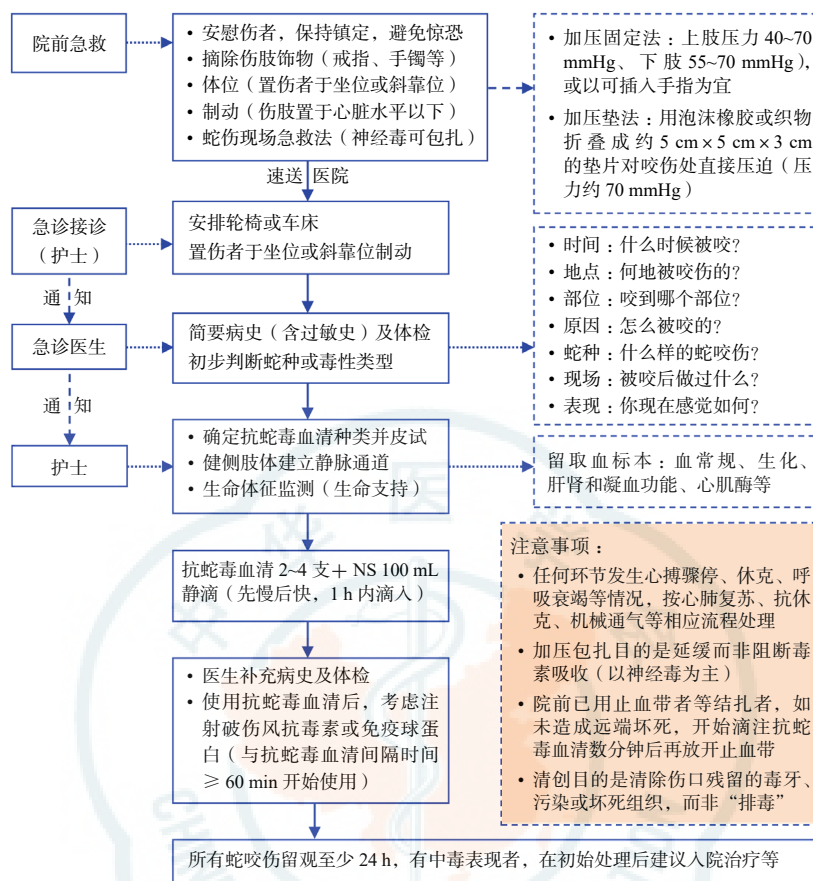 院前急救
• 安慰伤者，保持镇定，避免惊恐
• 摘除伤肢饰物（戒指、手镯等）
• 体位（置伤者于坐位或斜靠位）
• 制动（伤肢置于心脏水平以下）
• 蛇伤现场急救法（神经毒可包扎）
• 加压固定法：上肢压力 40~70
mmHg、下肢 55~70 mmHg），
或以可插入手指为宜
• 加压垫法：用泡沫橡胶或织物
折叠成约 5 cm×5 cm×3 cm
的垫片对咬伤处直接压迫（压
力约 70 mmHg）
速送 医院
急诊接诊
（护士）
安排轮椅或车床
置伤者于坐位或斜靠位制动
通 知
急诊医生
简要病史（含过敏史）及体检
初步判断蛇种或毒性类型
• 时间：什么时候被咬？
• 地点：何地被咬伤的？
• 部位：咬到哪个部位？
• 原因：怎么被咬的？
• 蛇种：什么样的蛇咬伤？
• 现场：被咬后做过什么？
• 表现：你现在感觉如何？
通 知
护士
• 确定抗蛇毒血清种类并皮试
• 健侧肢体建立静脉通道
• 生命体征监测（生命支持）
留取血标本：血常规、生化、
肝肾和凝血功能、心肌酶等
抗蛇毒血清 2~4 支＋NS 100 mL
静滴（先慢后快，1 h 内滴入）
• 医生补充病史及体检
• 使用抗蛇毒血清后，考虑注
射破伤风抗毒素或免疫球蛋
白（与抗蛇毒血清间隔时间
≥ 60 min 开始使用）
注意事项：
• 任何环节发生心搏骤停、休克、呼
吸衰竭等情况，按心肺复苏、抗休
克、机械通气等相应流程处理
• 加压包扎目的是延缓而非阻断毒
素吸收（以神经毒为主）
• 院前已用止血带者等结扎者，如
未造成远端坏死，开始滴注抗蛇
毒血清数分钟后再放开止血带
• 清创目的是清除伤口残留的毒牙、
污染或坏死组织，而非“排毒”
所有蛇咬伤留观至少 24 h，有中毒表现者，在初始处理后建议入院治疗等